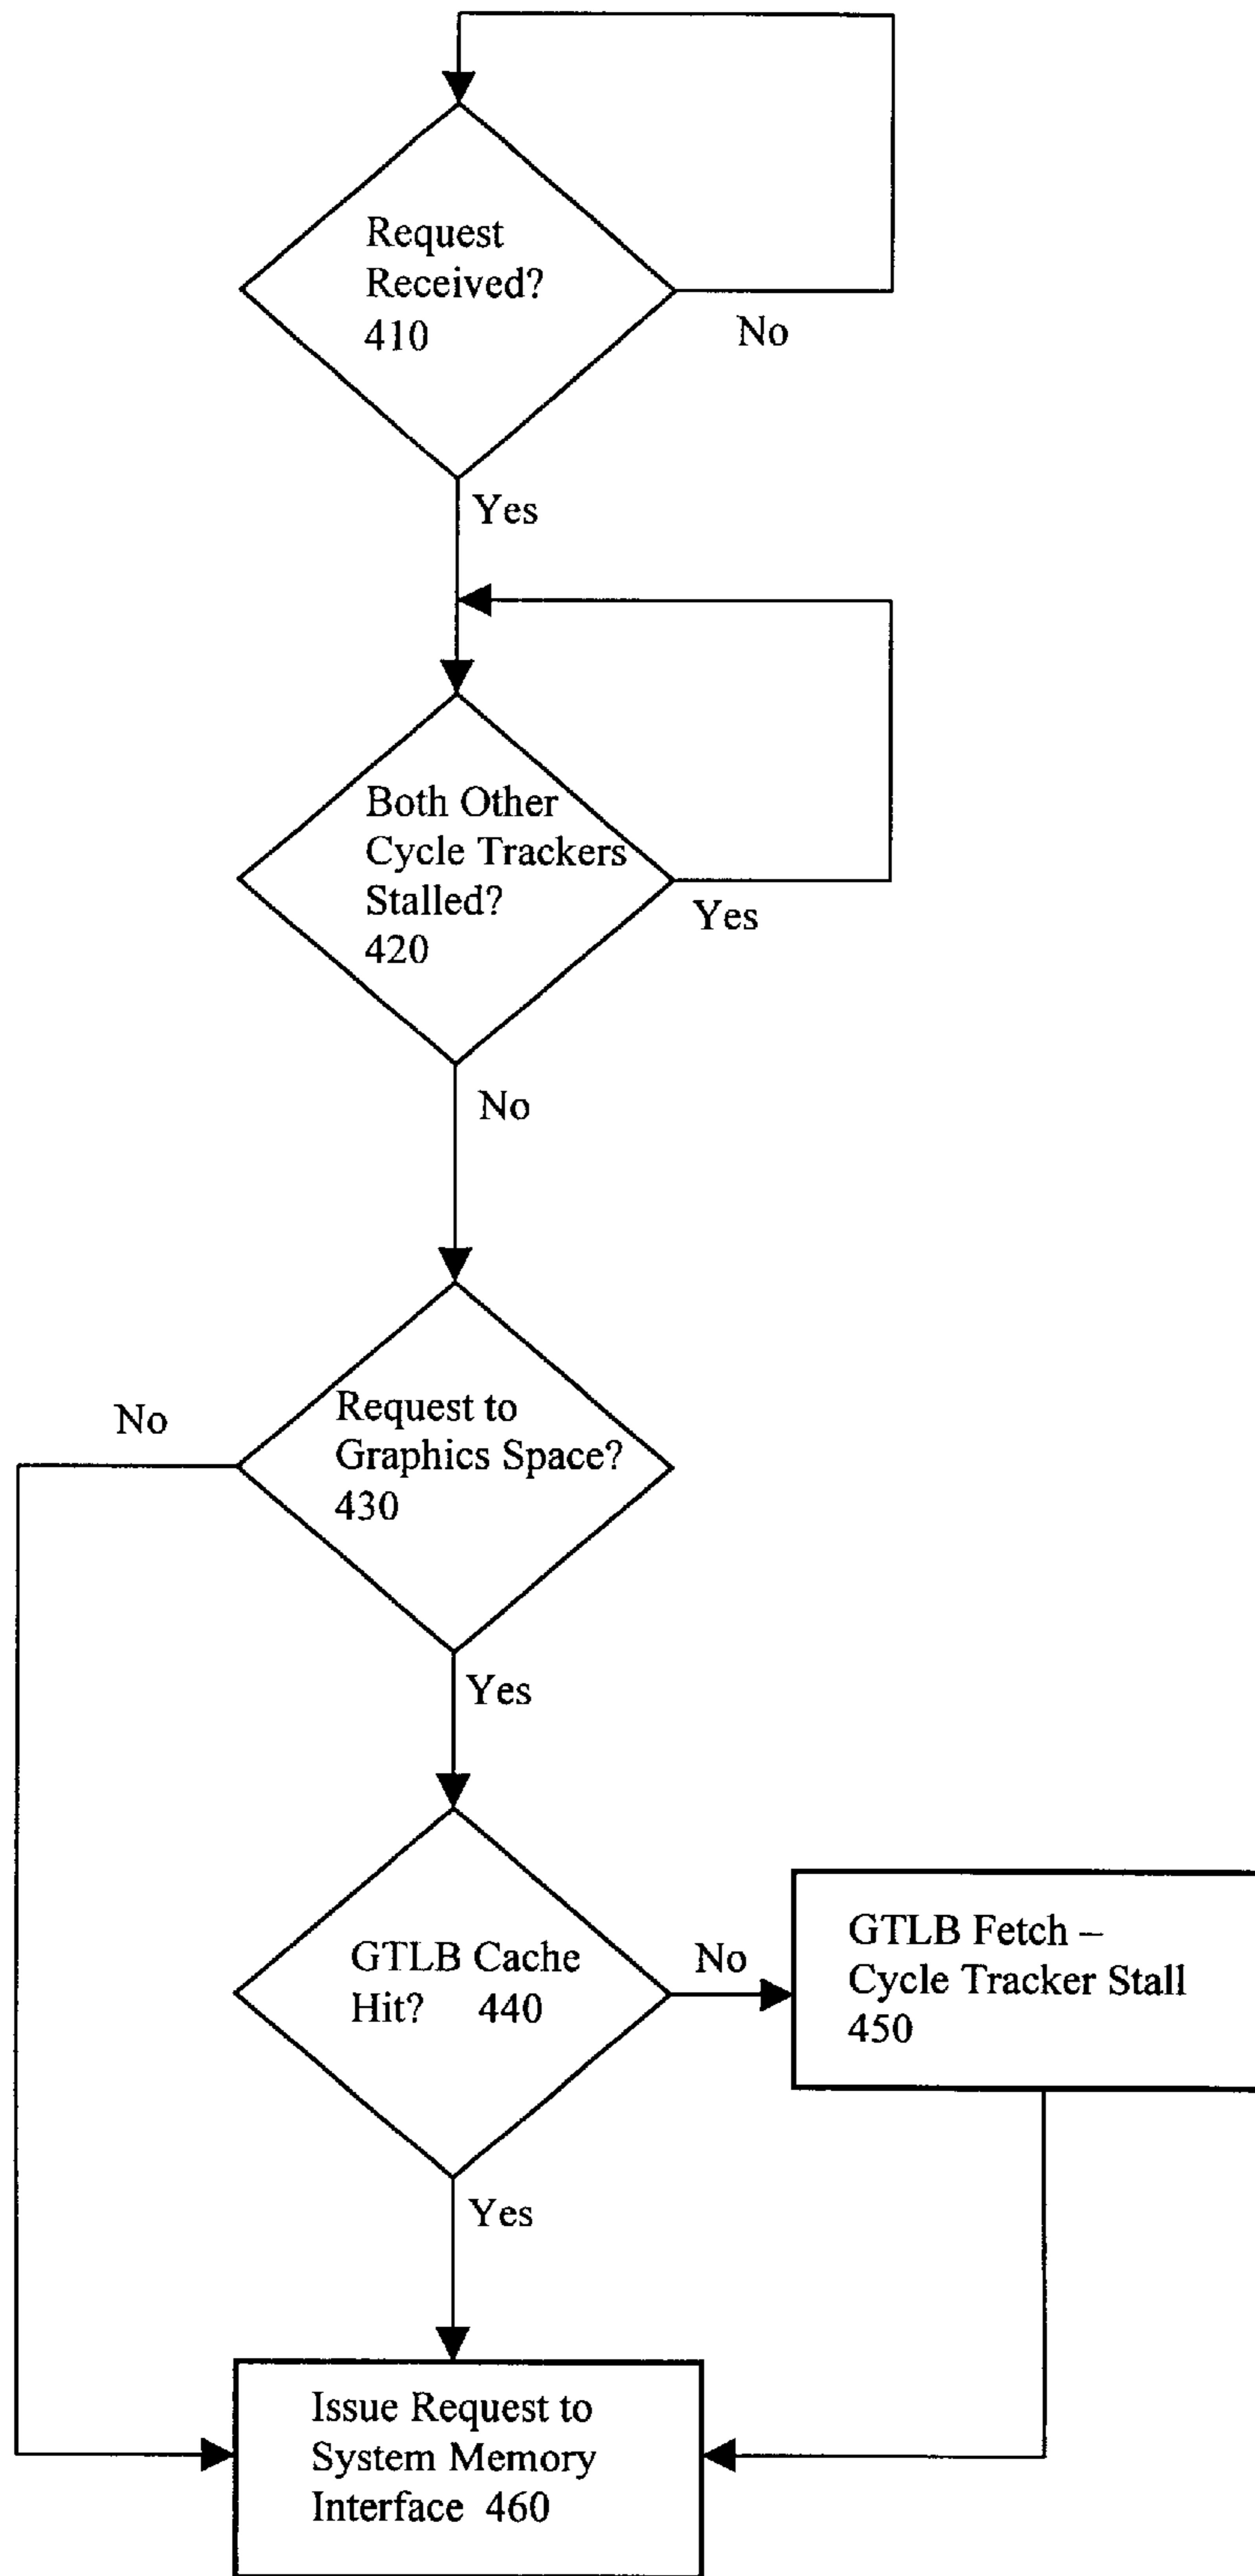 Request
Received?
410
No
Yes
Both Other
Cycle Trackers
Stalled?
420
Yes
No
No
Request to
Graphics Space?
430
Yes
GTLB Cache
Hit? 440
No
GTLB Fetch –
Cycle Tracker Stall
450
Yes
Issue Request to
System Memory
Interface 460